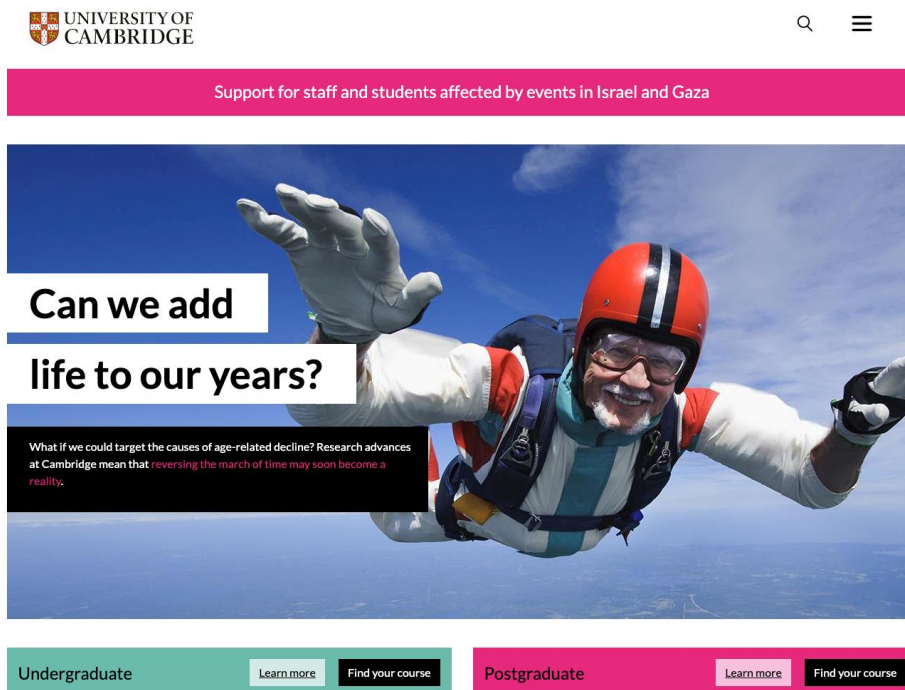 UNIVERSITY OF
CAMBRIDGE
Support for staff and students affected by events in Israel and Gaza
Can we add
life to our years?
What if we could target the causes of age-related decline? Research advances
at Cambridge mean that reversing the march of time may soon become a
reality.
Undergraduate
Learn more
Find your course
Postgraduate
Learn more
Find your course